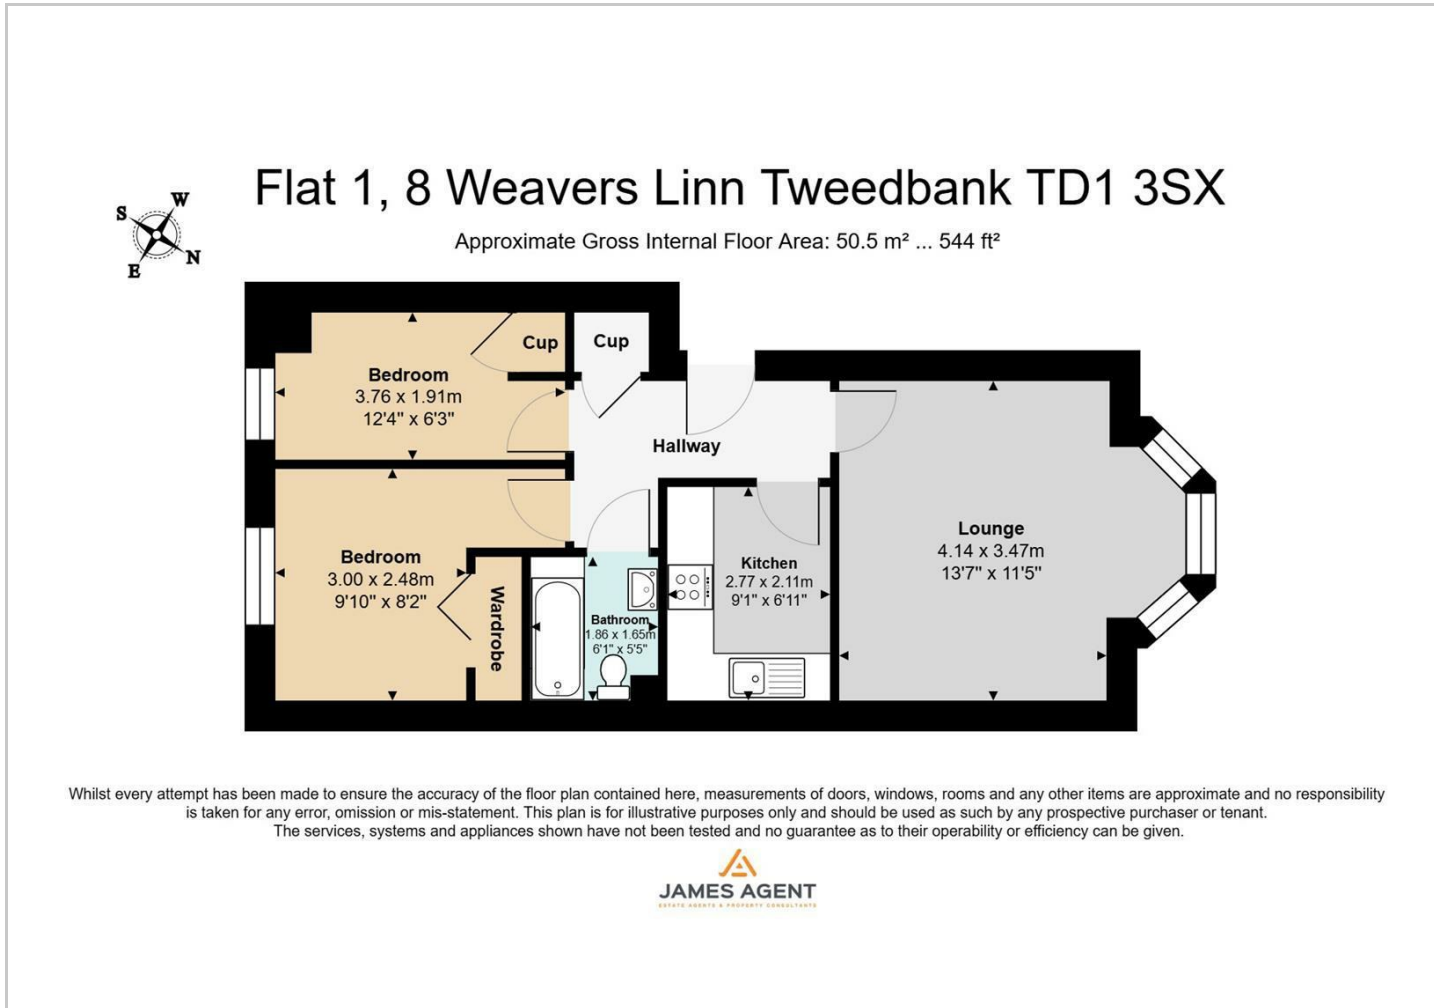 Flat 1, 8 Weavers Linn Tweedbank TD1 3SX
Approximate Gross Internal Floor Area: 50.5 m² ... 544 ft²
W
S
N
E
Cup
Cup
Bedroom
3.76 x 1.91m
12'4" x 6'3"
Hallway
Bedroom
3.00 x 2.48m
9'10" x 8'2"
Wardrobe
Bathroom
1.86 x 1.65m
6'1" x 5'5"
Kitchen
2.77 x 2.11m
9'1" x 6'11"
Lounge
4.14 x 3.47m
13'7" x 11'5"
Whilst every attempt has been made to ensure the accuracy of the floor plan contained here, measurements of doors, windows, rooms and any other items are approximate and no responsibility
is taken for any error, omission or mis-statement. This plan is for illustrative purposes only and should be used as such by any prospective purchaser or tenant.
The services, systems and appliances shown have not been tested and no guarantee as to their operability or efficiency can be given.
JAMES AGENT
ESTATE AGENTS & PROPERTY CONSULTANTS